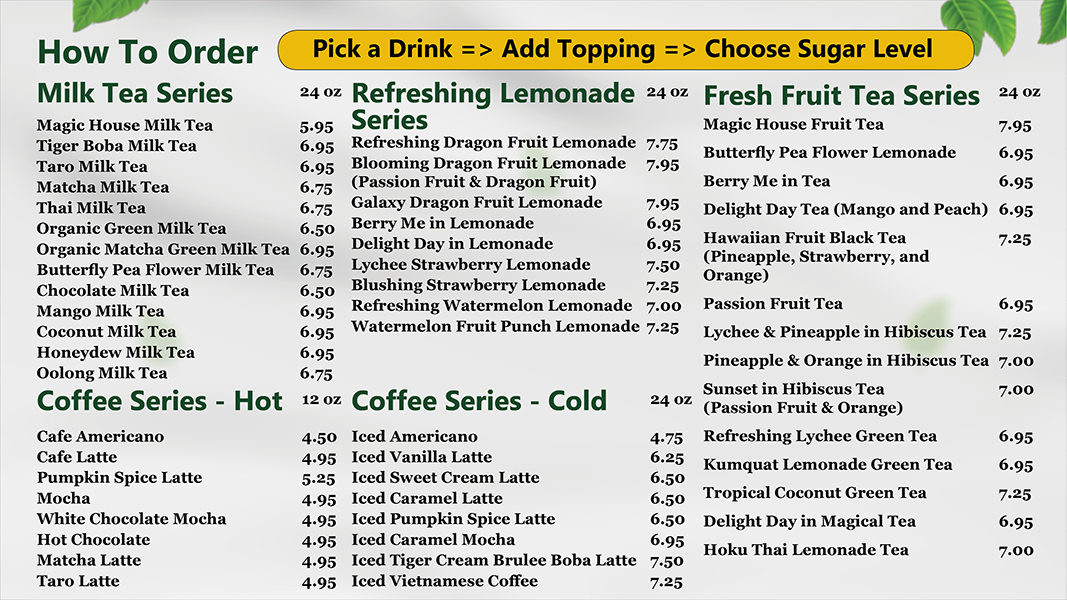 How To Order
Pick a Drink => Add Topping => Choose Sugar Level
Milk Tea Series 24 oz
Magic House Milk Tea 5.95
Tiger Boba Milk Tea 6.95
Taro Milk Tea 6.95
Matcha Milk Tea 6.75
Thai Milk Tea 6.75
Organic Green Milk Tea 6.50
Organic Matcha Green Milk Tea 6.95
Butterfly Pea Flower Milk Tea 6.75
Chocolate Milk Tea 6.50
Mango Milk Tea 6.95
Coconut Milk Tea 6.95
Honeydew Milk Tea 6.95
Oolong Milk Tea 6.75
Coffee Series - Hot 12 oz
Cafe Americano 4.50
Cafe Latte 4.95
Pumpkin Spice Latte 5.25
Mocha 4.95
White Chocolate Mocha 4.95
Hot Chocolate 4.95
Matcha Latte 4.95
Taro Latte 4.95
Refreshing Lemonade 24 oz
Series
Refreshing Dragon Fruit Lemonade 7.75
Blooming Dragon Fruit Lemonade 7.95
(Passion Fruit & Dragon Fruit)
Galaxy Dragon Fruit Lemonade 7.95
Berry Me in Lemonade 6.95
Delight Day in Lemonade 6.95
Lychee Strawberry Lemonade 7.50
Blushing Strawberry Lemonade 7.25
Refreshing Watermelon Lemonade 7.00
Watermelon Fruit Punch Lemonade 7.25
Coffee Series - Cold 24 oz
Iced Americano 4.75
Iced Vanilla Latte 6.25
Iced Sweet Cream Latte 6.50
Iced Caramel Latte 6.50
Iced Pumpkin Spice Latte 6.50
Iced Caramel Mocha 6.95
Iced Tiger Cream Brulee Boba Latte 7.50
Iced Vietnamese Coffee 7.25
Fresh Fruit Tea Series 24 oz
Magic House Fruit Tea 7.95
Butterfly Pea Flower Lemonade 6.95
Berry Me in Tea 6.95
Delight Day Tea (Mango and Peach) 6.95
Hawaiian Fruit Black Tea 7.25
(Pineapple, Strawberry, and
Orange)
Passion Fruit Tea 6.95
Lychee & Pineapple in Hibiscus Tea 7.25
Pineapple & Orange in Hibiscus Tea 7.00
Sunset in Hibiscus Tea 7.00
(Passion Fruit & Orange)
Refreshing Lychee Green Tea 6.95
Kumquat Lemonade Green Tea 6.95
Tropical Coconut Green Tea 7.25
Delight Day in Magical Tea 6.95
Hoku Thai Lemonade Tea 7.00